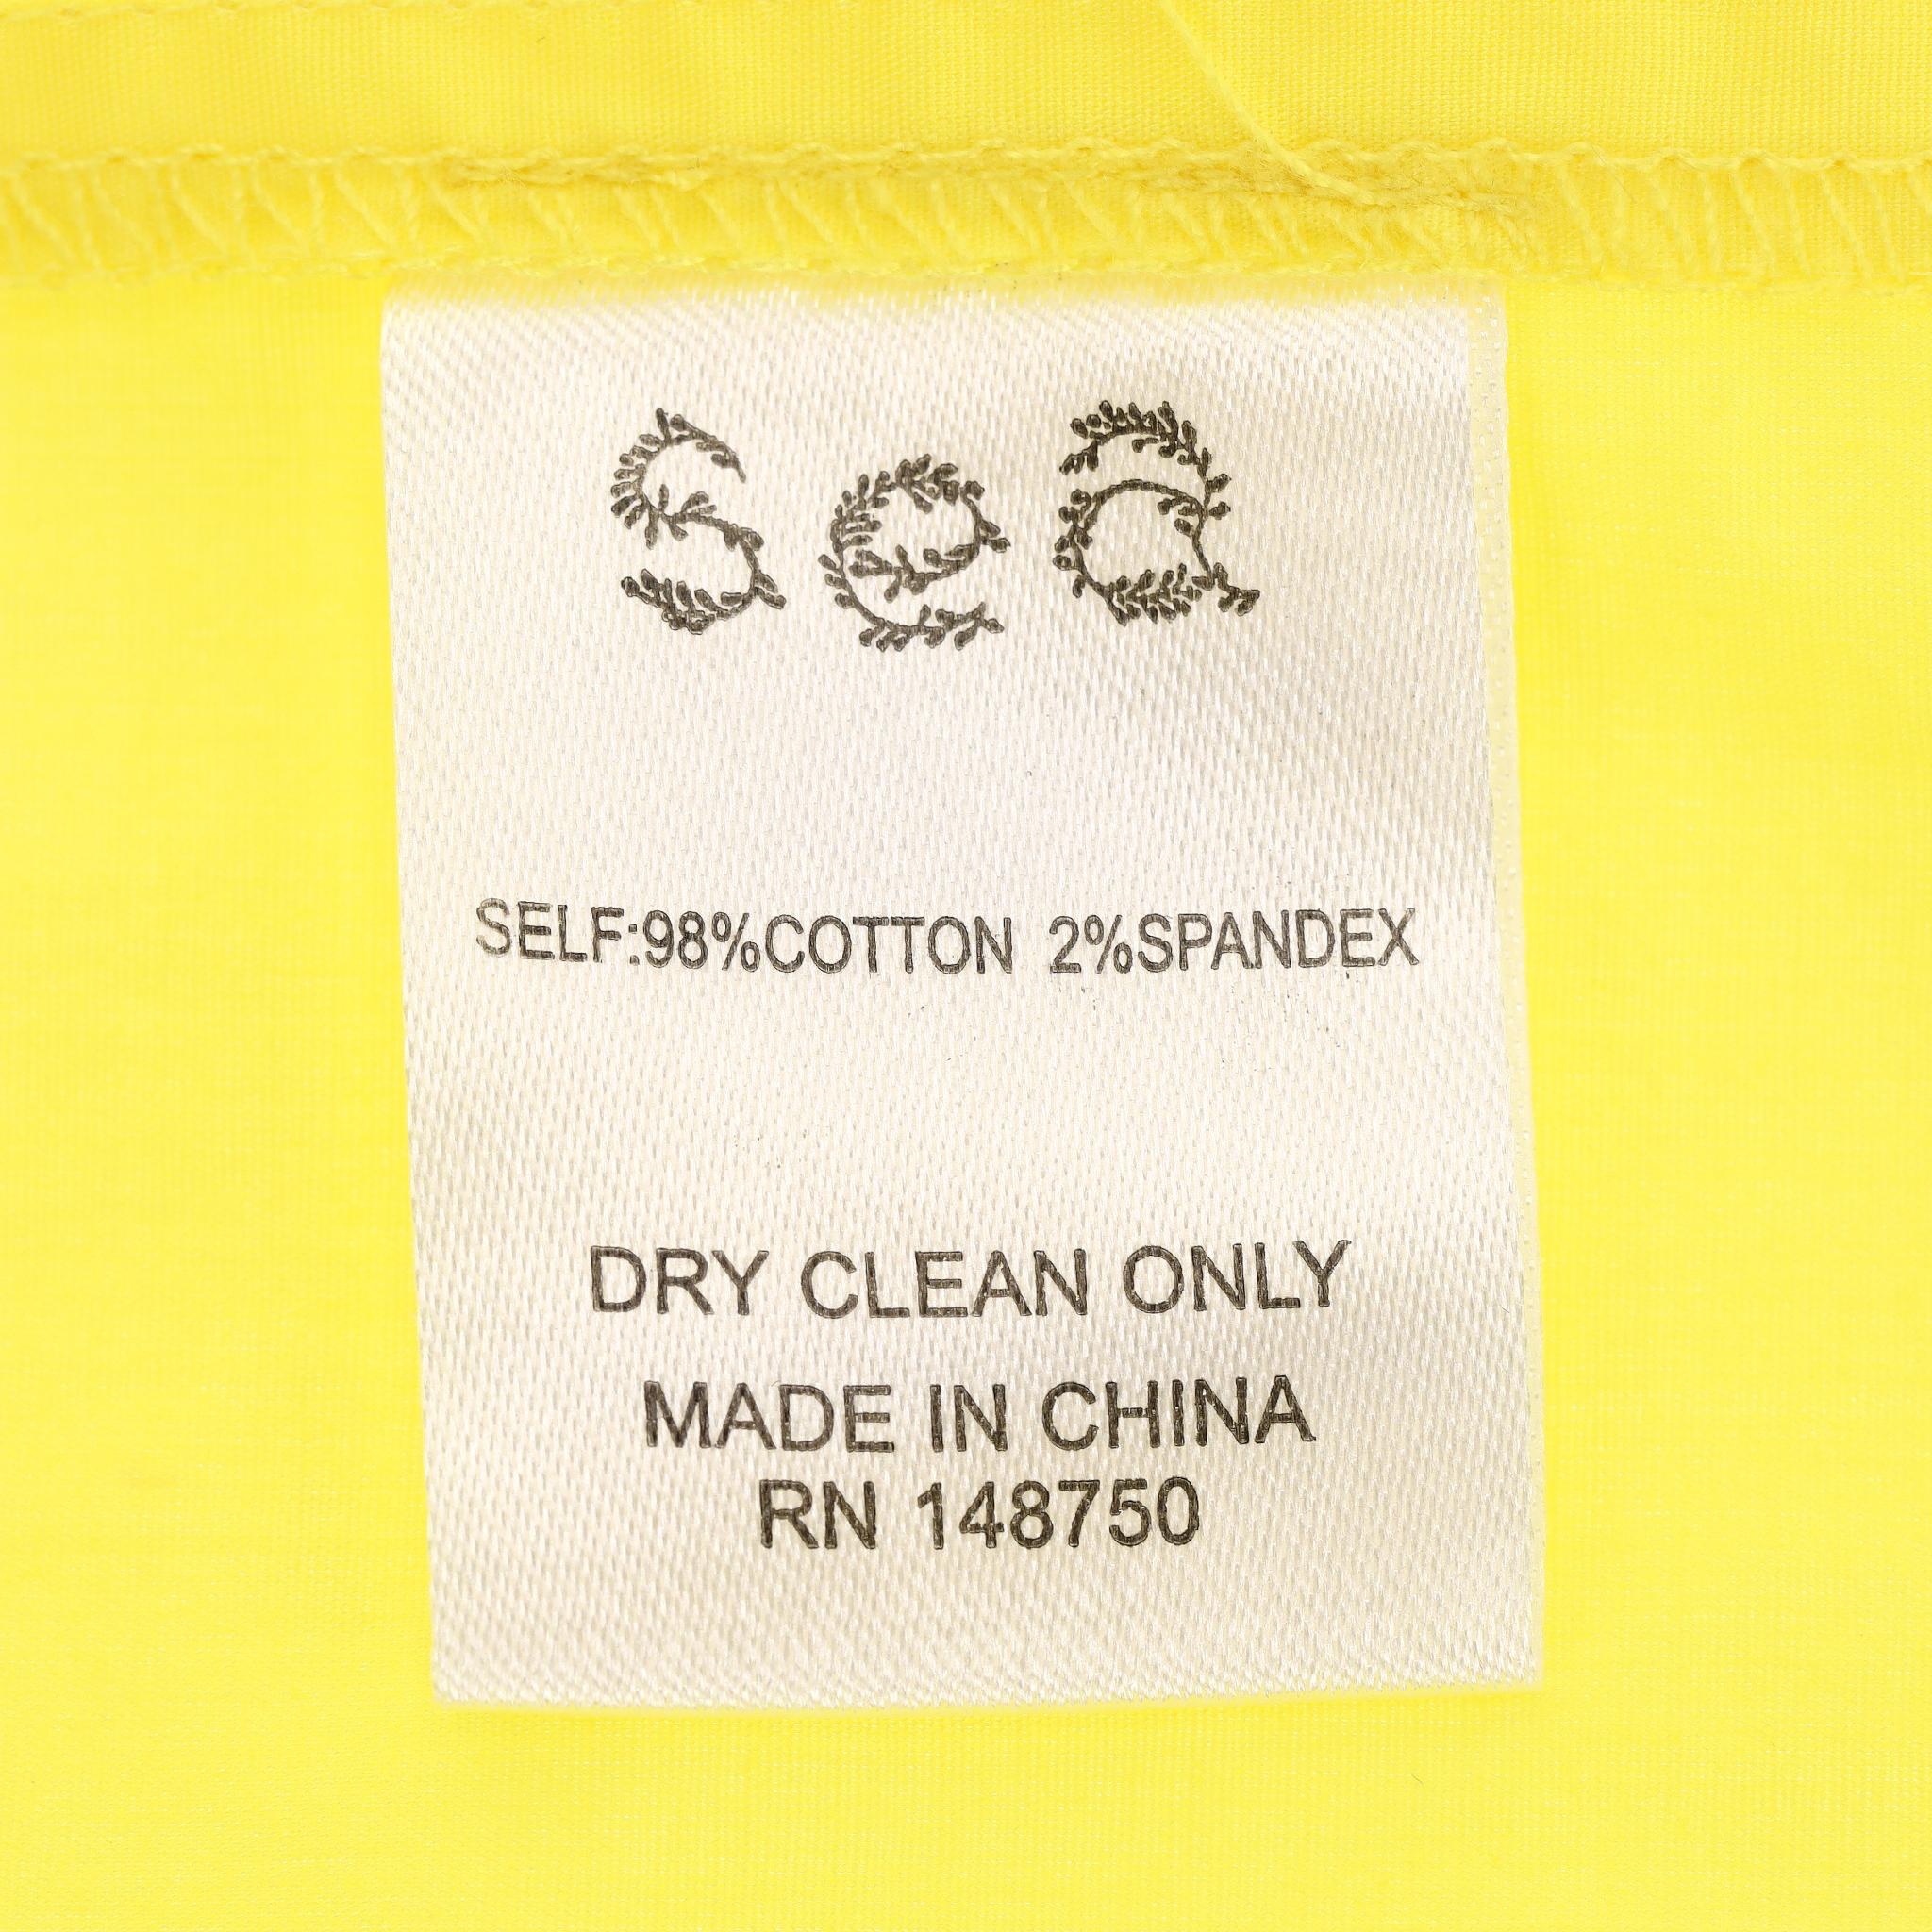 Sea
SELF:98%COTTON 2%SPANDEX
DRY CLEAN ONLY
MADE IN CHINA
RN 148750